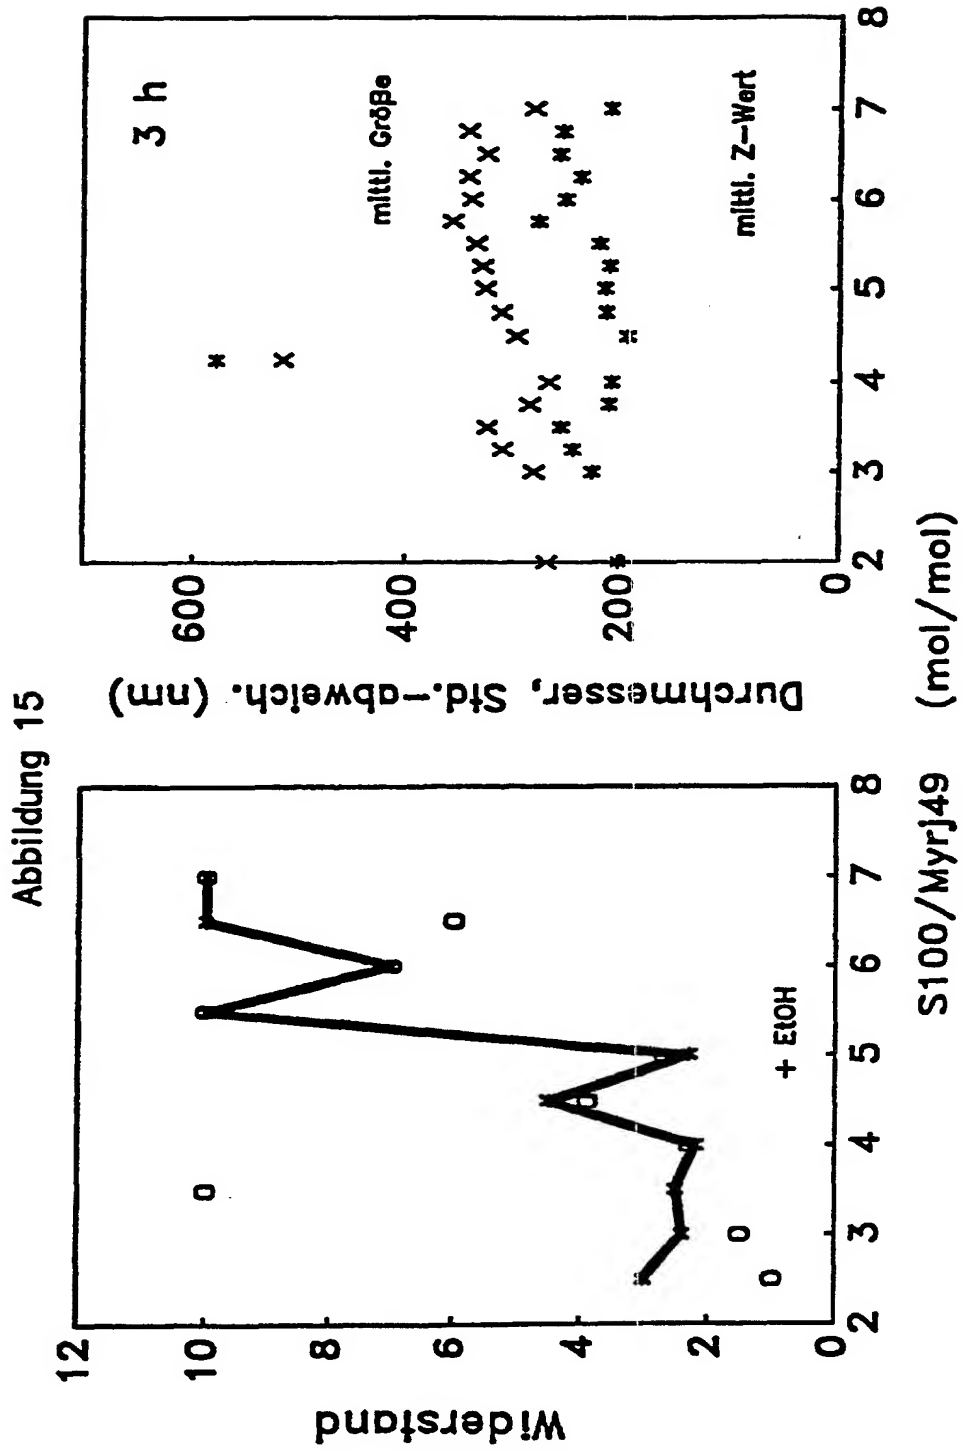 Abbildung 15
Widerstand
12
10
8
6
4
2
0
+ EtOH
2 3 4 5 6 7 8
Durchmesser, Std.-abweich. (nm)
600
400
200
0
3 h
mittl. Größe
mittl. Z-Wert
2 3 4 5 6 7 8
S100/Myrj49 (mol/mol)